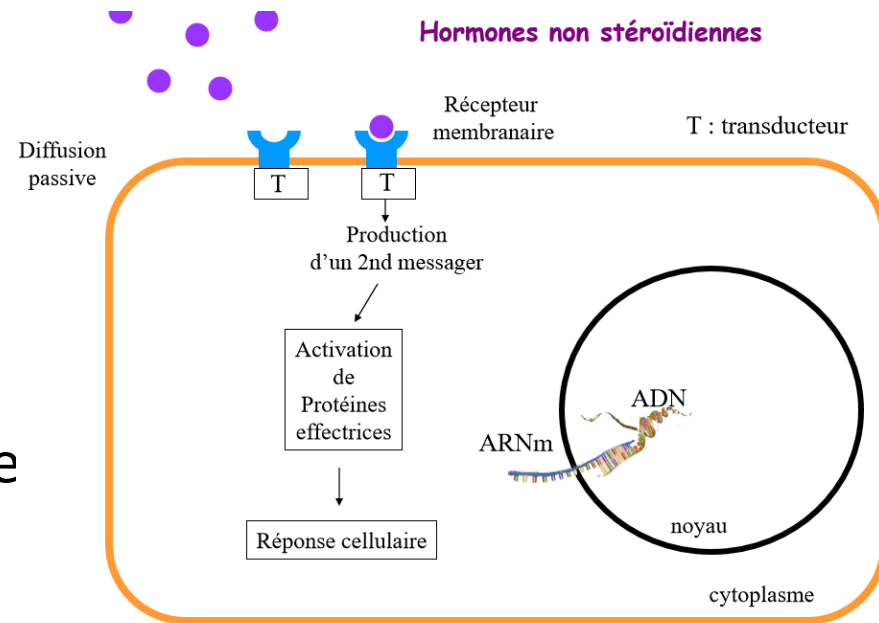 Hormones non stéroïdiennes
Récepteur
membranaire
T : transducteur
Diffusion
passive
T
T
Production
d'un 2nd messager
Activation
de
Protéines
effectrices
ADN
ARNm
e
noyau
Réponse cellulaire
cytoplasme